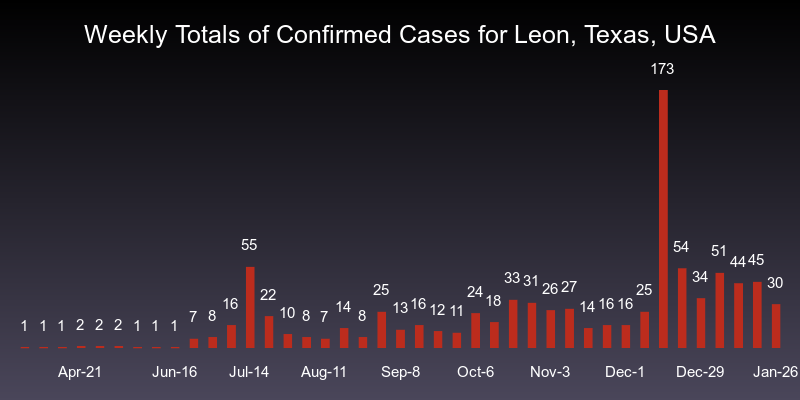 Weekly Totals of Confirmed Cases for Leon, Texas, USA
1 1 1 2 2 2 1 1 1 7 8 16 55 22 10 8 7 14 8 25 13 16 12 11 24 18 33 31 26 27 14 16 16 25 173 54 34 51 44 45 30
Apr-21 Jun-16 Jul-14 Aug-11 Sep-8 Oct-6 Nov-3 Dec-1 Dec-29 Jan-26